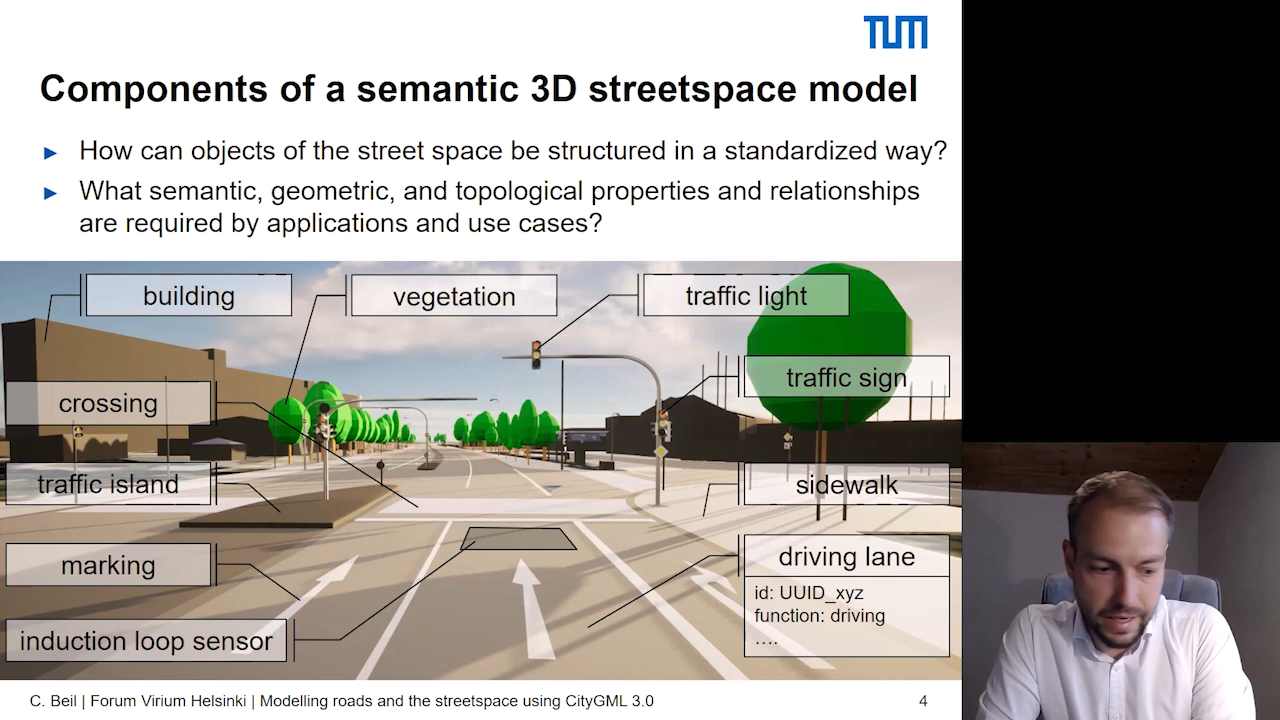 TUM
Components of a semantic 3D streetspace model
► How can objects of the street space be structured in a standardized way?
► What semantic, geometric, and topological properties and relationships
are required by applications and use cases?
building
vegetation
traffic light
traffic sign
crossing
traffic island
sidewalk
marking
driving lane
id: UUID_xyz
function: driving
....
induction loop sensor
C. Beil | Forum Virium Helsinki | Modelling roads and the streetspace using CityGML 3.0
4